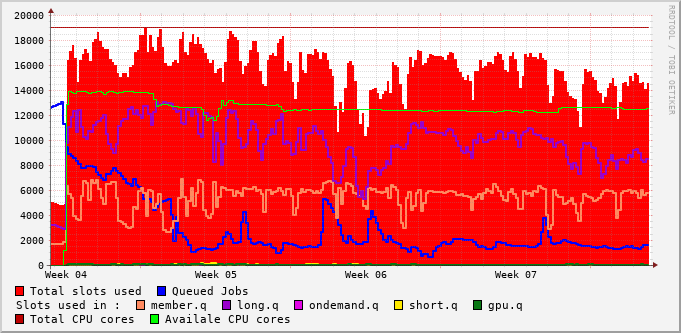 20000
18000
16000
14000
12000
10000
8000
6000
4000
2000
0
Week 04 Week 05 Week 06 Week 07
RRDTOOL / TOBI OETIKER
Total slots used Queued Jobs
Slots used in : member.q long.q ondemand.q short.q gpu.q
Total CPU cores Availale CPU cores